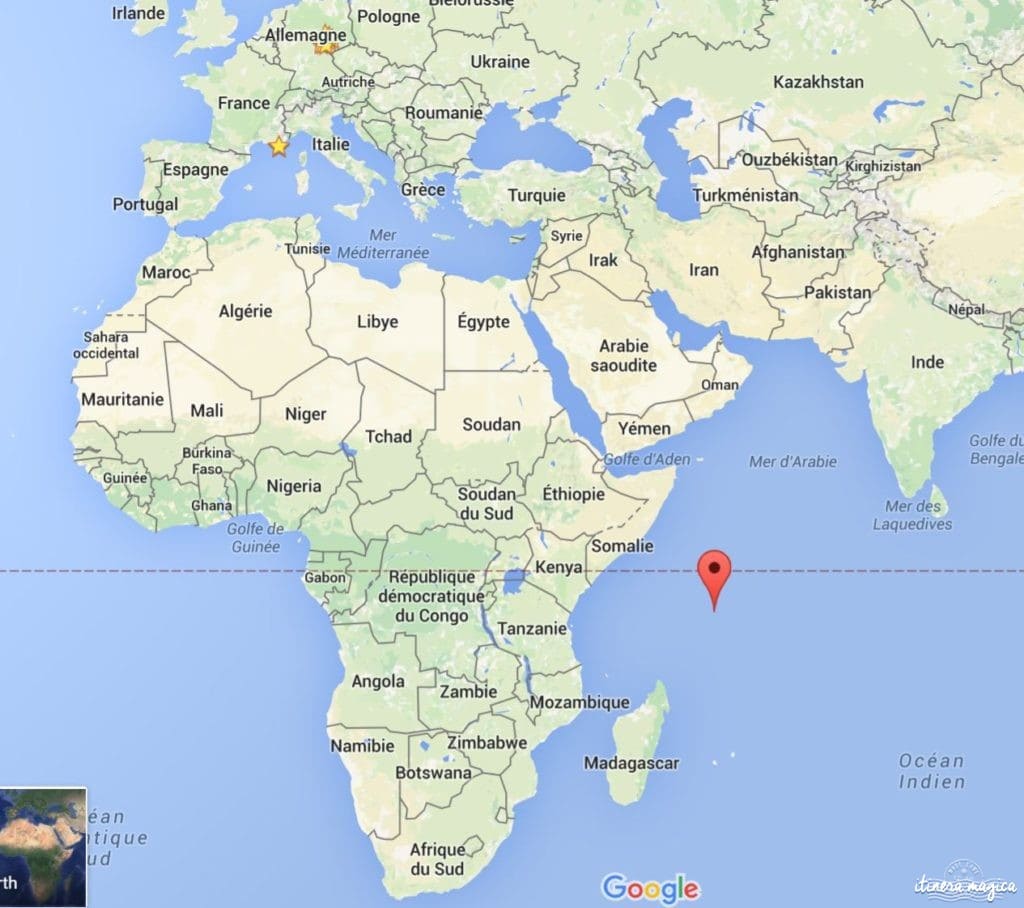 Irlande
Pologne
Biélorussie
Allemagne
Ukraine
Autriche
Kazakhstan
France
Roumanie
Italie
Ouzbékistan
Kirghizistan
Espagne
Grèce
Turquie
Turkménistan
Portugal
Mer
Méditerranée
Tunisie
Syrie
Irak
Iran
Afghanistan
Maroc
Pakistan
Algérie
Libye
Égypte
Népal
Sahara
occidental
Arabie
saoudite
Inde
Oman
Mauritanie
Mali
Niger
Tchad
Soudan
Yémen
Golfe du
Bengale
Burkina
Faso
Golfe d'Aden
Mer d'Arabie
Guinée
Nigeria
Ghana
Soudan
du Sud
Éthiopie
Mer des
Laquedives
Golfe de
Guinée
Somalie
Gabon
République
démocratique
du Congo
Kenya
Tanzanie
Angola
Zambie
Mozambique
Namibie
Zimbabwe
Botswana
Madagascar
Océan
Indien
éan
ntique
ud
Afrique
du Sud
rth
Google
itinera magica